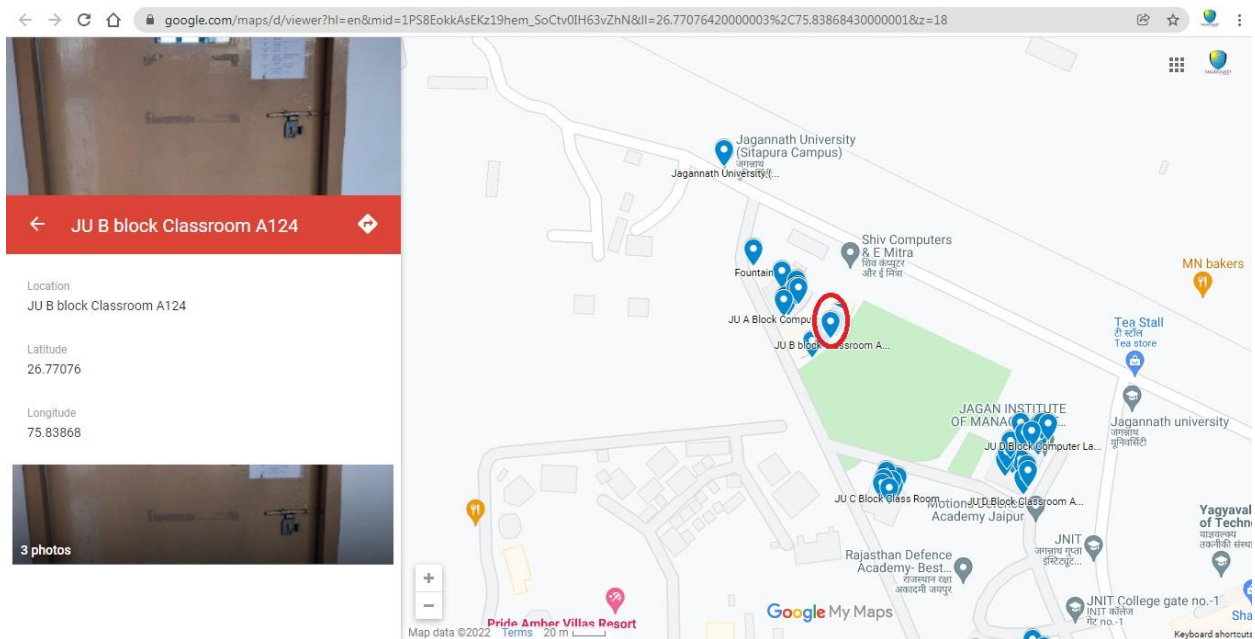 google.com/maps/d/viewer?hl=en&mid=1PS8EokkAsEKz19hem_SoCtv0IH63vZhN&ll=26.77076420000003%2C75.83868430000001&z=18
JU B block Classroom A124
Location
JU B block Classroom A124
Latitude
26.77076
Longitude
75.83868
3 photos
Jagannath University
(Sitapura Campus)
जगन्नाथ
Jagannath University (...
Shiv Computers
& E Mitra
शिव कंप्यूटर
और ई मित्रा
MN bakers
Fountain
JU A Block Compu
JU B block Classroom A...
Tea Stall
टी स्टॉल
Tea store
JAGAN INSTITUTE
OF MANAG
Jagannath university
जगन्नाथ
यूनिवर्सिटी
JU D Block Computer La...
JU C Block Class Room
JU D Block Classroom A...
Motions Defence
Academy Jaipur
Yagyaval
of Techn
याज्ञवल्क्य
तकनीकी संस्था
JNIT
जगन्नाथ गुप्ता
इंस्टिट्यूट...
Rajasthan Defence
Academy- Best...
राजस्थान रक्षा
अकादमी जयपुर
JNIT College gate no.-1
JNIT कॉलेज
गेट no.-1
Sha
Pride Amber Villas Resort
Google My Maps
Map data ©2022 Terms 20 m
Keyboard shortcuts